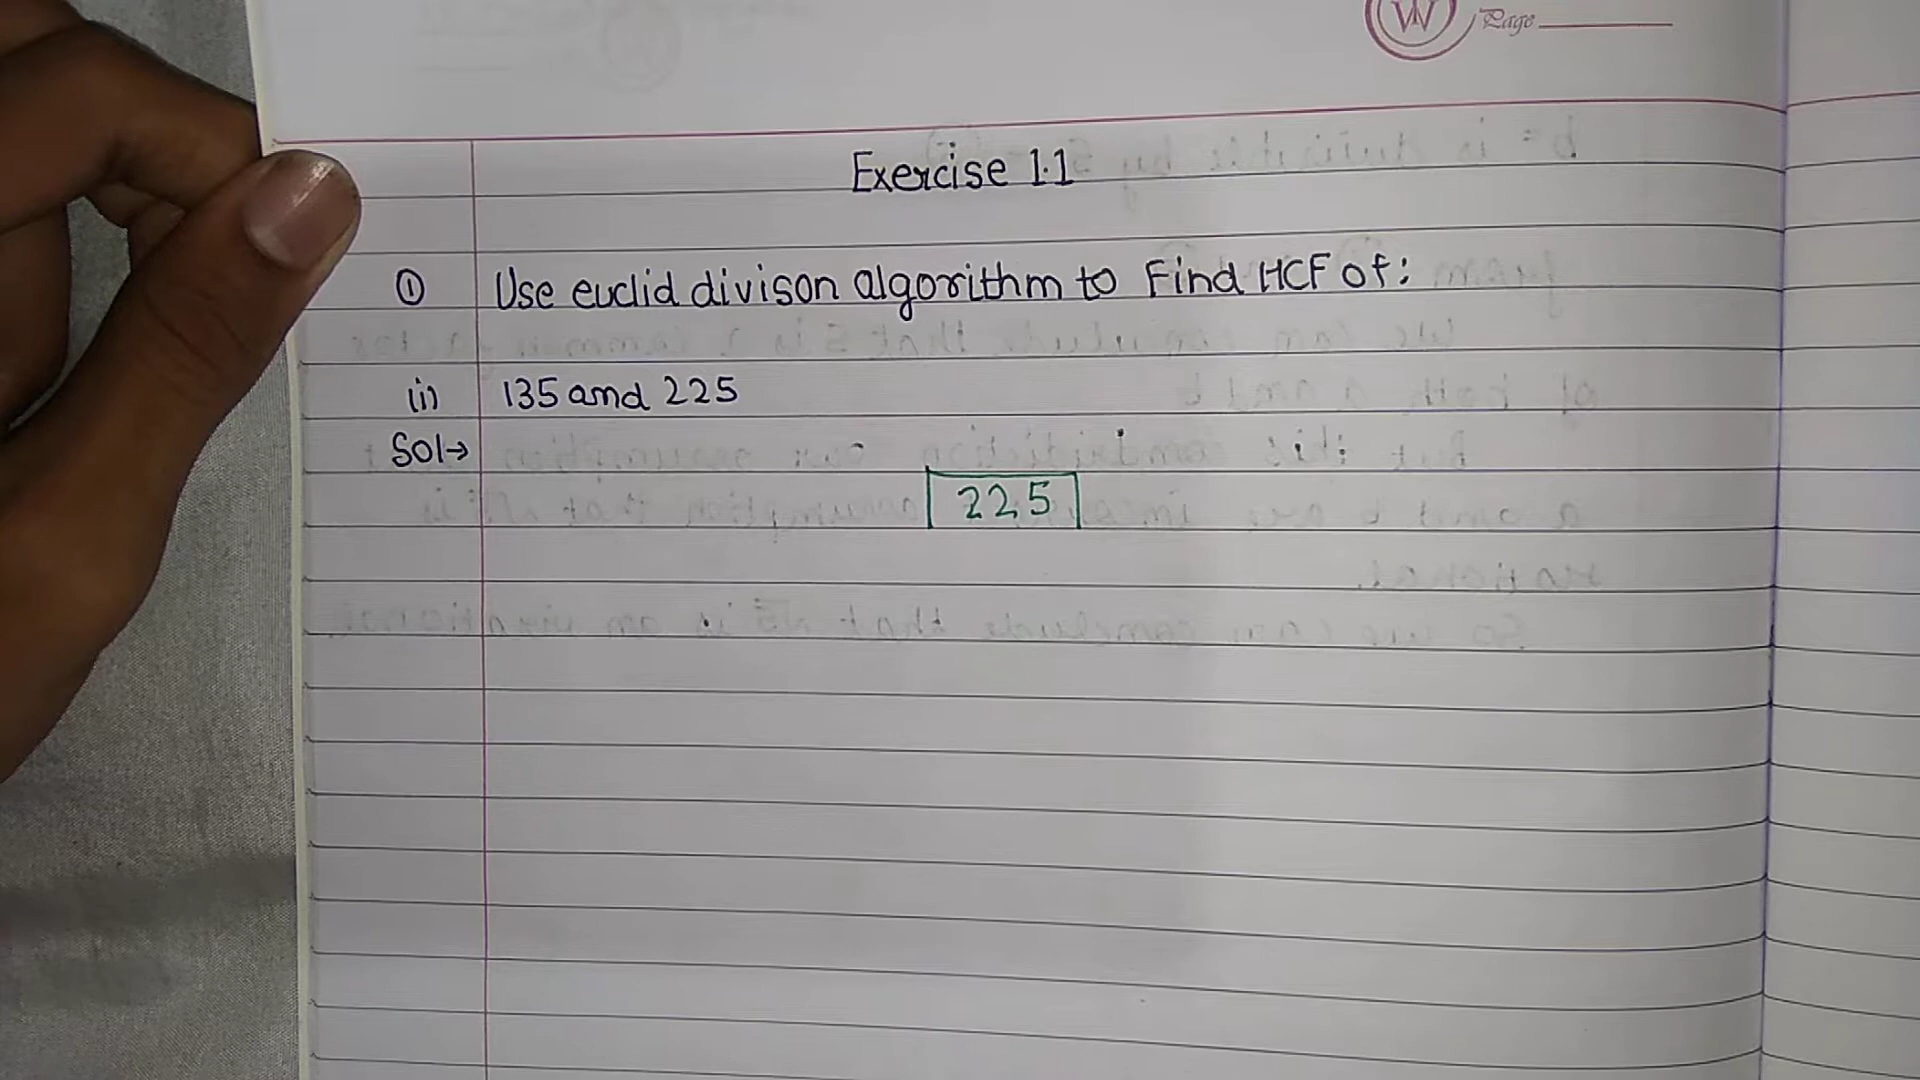 Page
Exercise 1.1
① Use euclid divison algorithm to Find HCF of:
(i) 135 and 225
Sol→
225